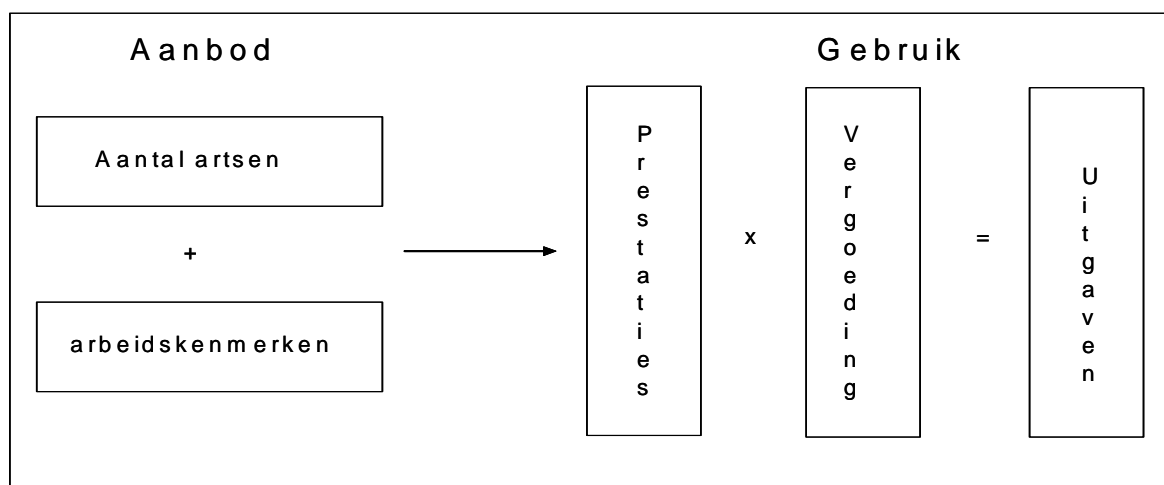 Aanbod
Gebruik
Aantal artsen
+
arbeidskenmerken
Prestaties
x
Vergoeding
=
Uitgaven